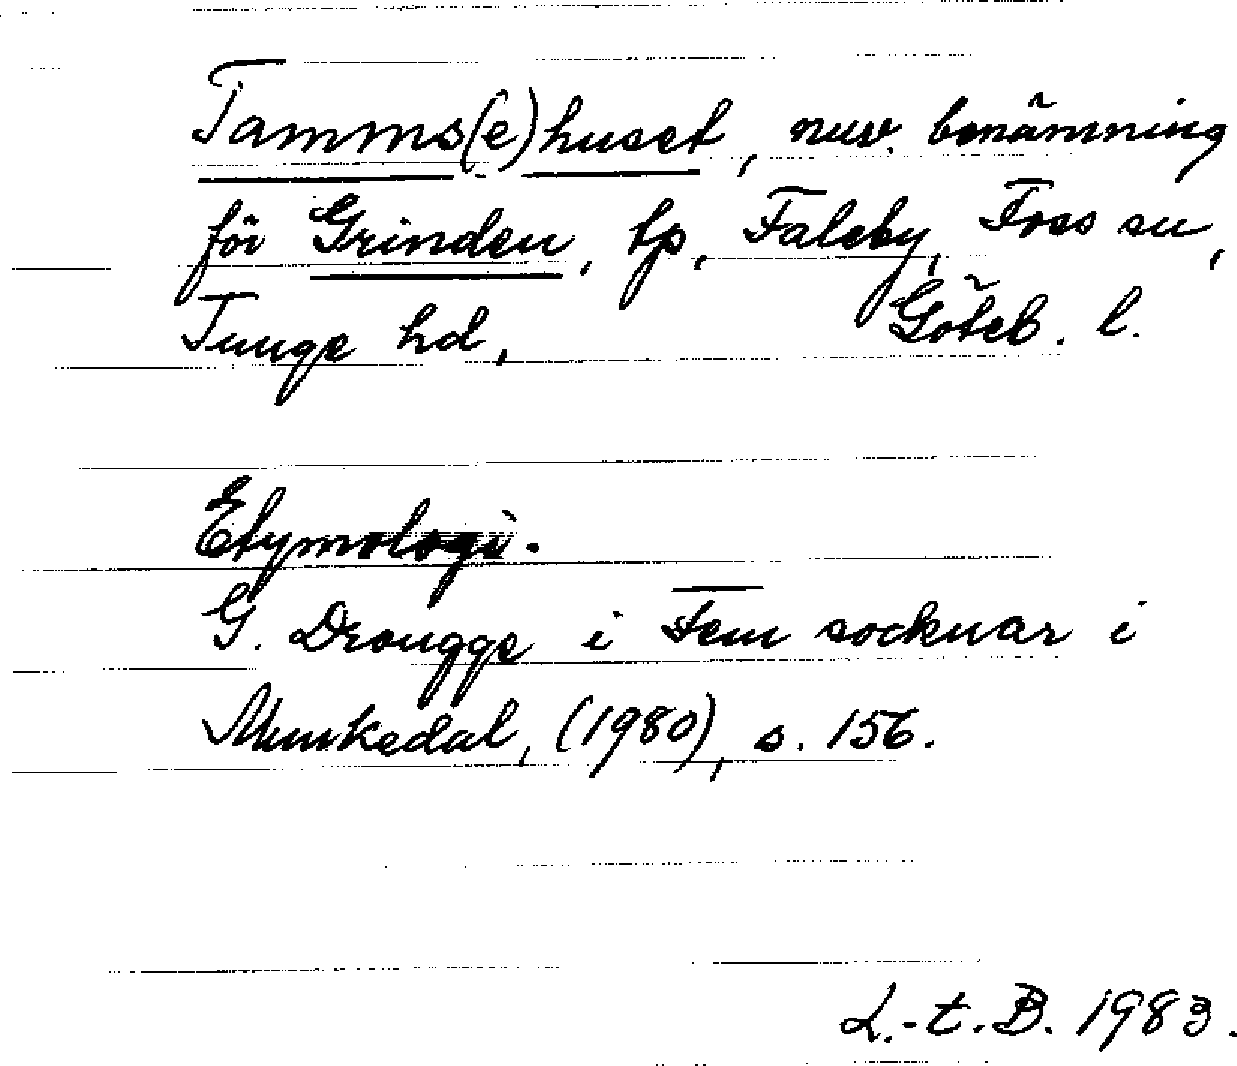 Tamms(e)huset, nuv. benämning
för Grinden, tp, Faleby, Foss sn,
Tunge hd, Göteb. l.
Etymologi.
G. Drougge i Fem socknar i
Munkedal, (1980), s. 156.
L.-t.B. 1983.